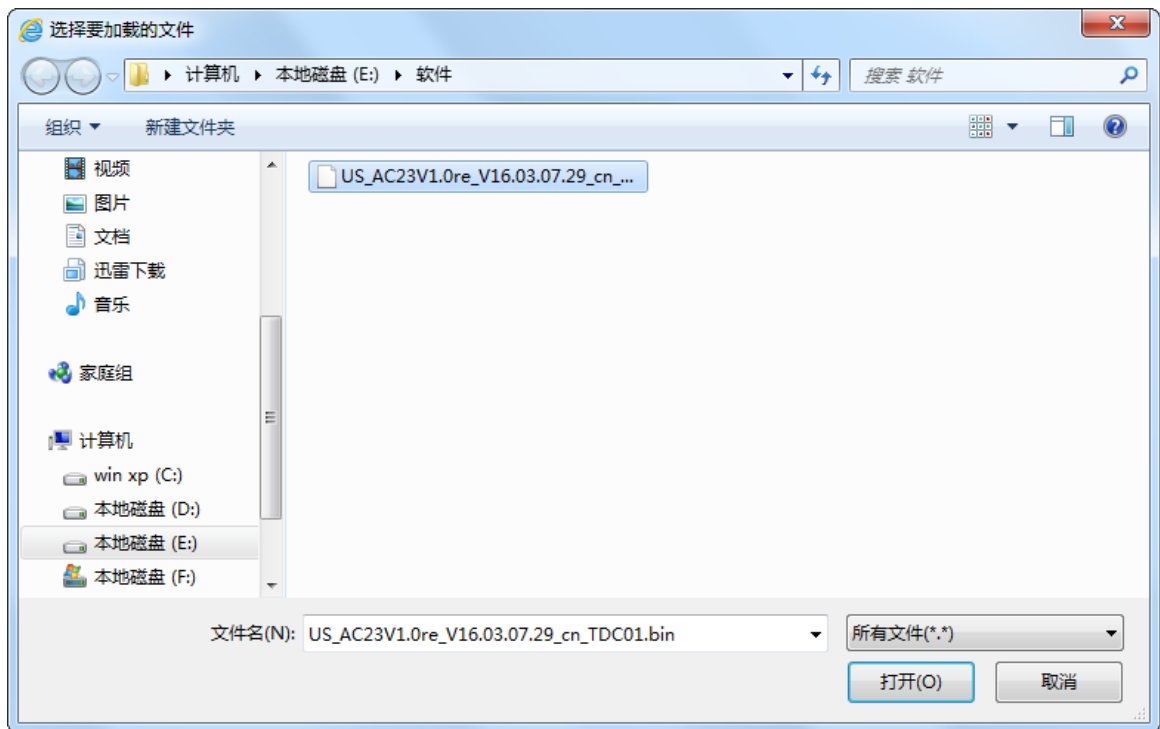 选择要加载的文件
计算机 本地磁盘 (E:) 软件
搜索 软件
组织 新建文件夹
视频
图片
文档
迅雷下载
音乐
家庭组
计算机
win xp (C:)
本地磁盘 (D:)
本地磁盘 (E:)
本地磁盘 (F:)
US_AC23V1.0re_V16.03.07.29_cn_...
文件名(N): US_AC23V1.0re_V16.03.07.29_cn_TDC01.bin
所有文件(*.*)
打开(O) 取消